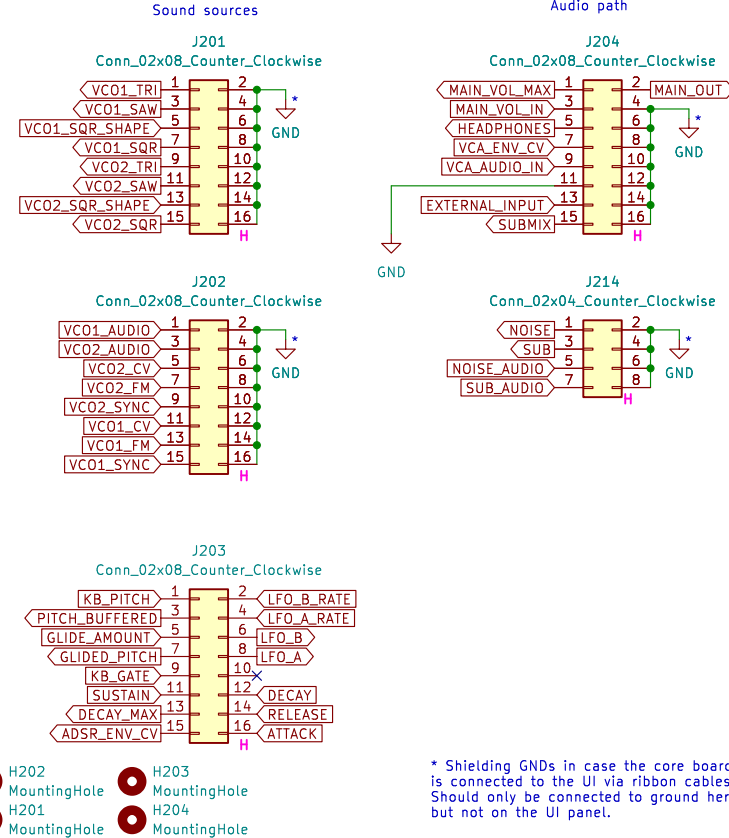 Sound sources
Audio path
J201
Conn_02x08_Counter_Clockwise
VCO1_TRI 1 2
VCO1_SAW 3 4 *
VCO1_SQR_SHAPE 5 6 GND
VCO1_SQR 7 8
VCO2_TRI 9 10
VCO2_SAW 11 12
VCO2_SQR_SHAPE 13 14
VCO2_SQR 15 16
H
J204
Conn_02x08_Counter_Clockwise
MAIN_VOL_MAX 1 2 MAIN_OUT
MAIN_VOL_IN 3 4
HEADPHONES 5 6 *
VCA_ENV_CV 7 8 GND
VCA_AUDIO_IN 9 10
11 12
EXTERNAL_INPUT 13 14
SUBMIX 15 16
H
GND
J202
Conn_02x08_Counter_Clockwise
VCO1_AUDIO 1 2
VCO2_AUDIO 3 4 *
VCO2_CV 5 6 GND
VCO2_FM 7 8
VCO2_SYNC 9 10
VCO1_CV 11 12
VCO1_FM 13 14
VCO1_SYNC 15 16
H
J214
Conn_02x04_Counter_Clockwise
NOISE 1 2
SUB 3 4 *
NOISE_AUDIO 5 6 GND
SUB_AUDIO 7 8
H
J203
Conn_02x08_Counter_Clockwise
KB_PITCH 1 2 LFO_B_RATE
PITCH_BUFFERED 3 4 LFO_A_RATE
GLIDE_AMOUNT 5 6 LFO_B
GLIDED_PITCH 7 8 LFO_A
KB_GATE 9 10
SUSTAIN 11 12 DECAY
DECAY_MAX 13 14 RELEASE
ADSR_ENV_CV 15 16 ATTACK
H
H202
MountingHole
H203
MountingHole
H201
MountingHole
H204
MountingHole
* Shielding GNDs in case the core board
is connected to the UI via ribbon cables
Should only be connected to ground her
but not on the UI panel.